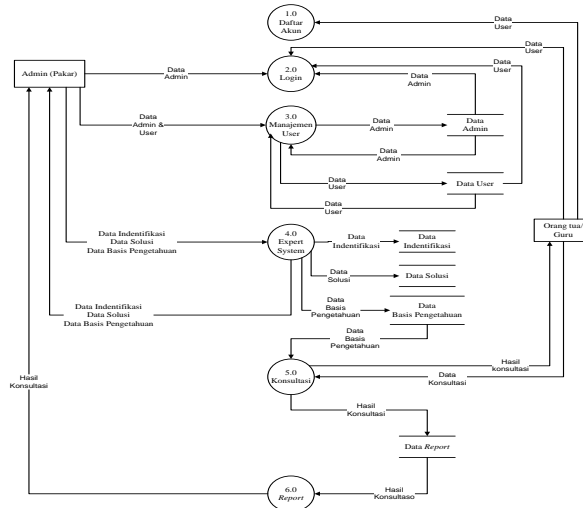 1.0
Daftar
Akun
Data
User
Data
User
Admin (Pakar)
Data
Admin
2.0
Login
Data
User
Data
Admin
Data
Admin &
User
3.0
Manajemen
User
Data
Admin
Data
Admin
Data
Admin
Data
User
Data User
Data
User
Orang tua/
Guru
Data Indentifikasi
Data Solusi
Data Basis Pengetahuan
4.0
Expert
System
Data
Indentifikasi
Data
Indentifikasi
Data
Solusi
Data Solusi
Data Indentifikasi
Data Solusi
Data Basis Pengetahuan
Data
Basis
Pengetahuan
Data
Basis Pengetahuan
Data
Basis
Pengetahuan
5.0
Konsultasi
Hasil
konsultasi
Data
Konsultasi
Hasil
Konsultasi
Hasil
Konsultasi
Data Report
6.0
Report
Hasil
Konsultaso